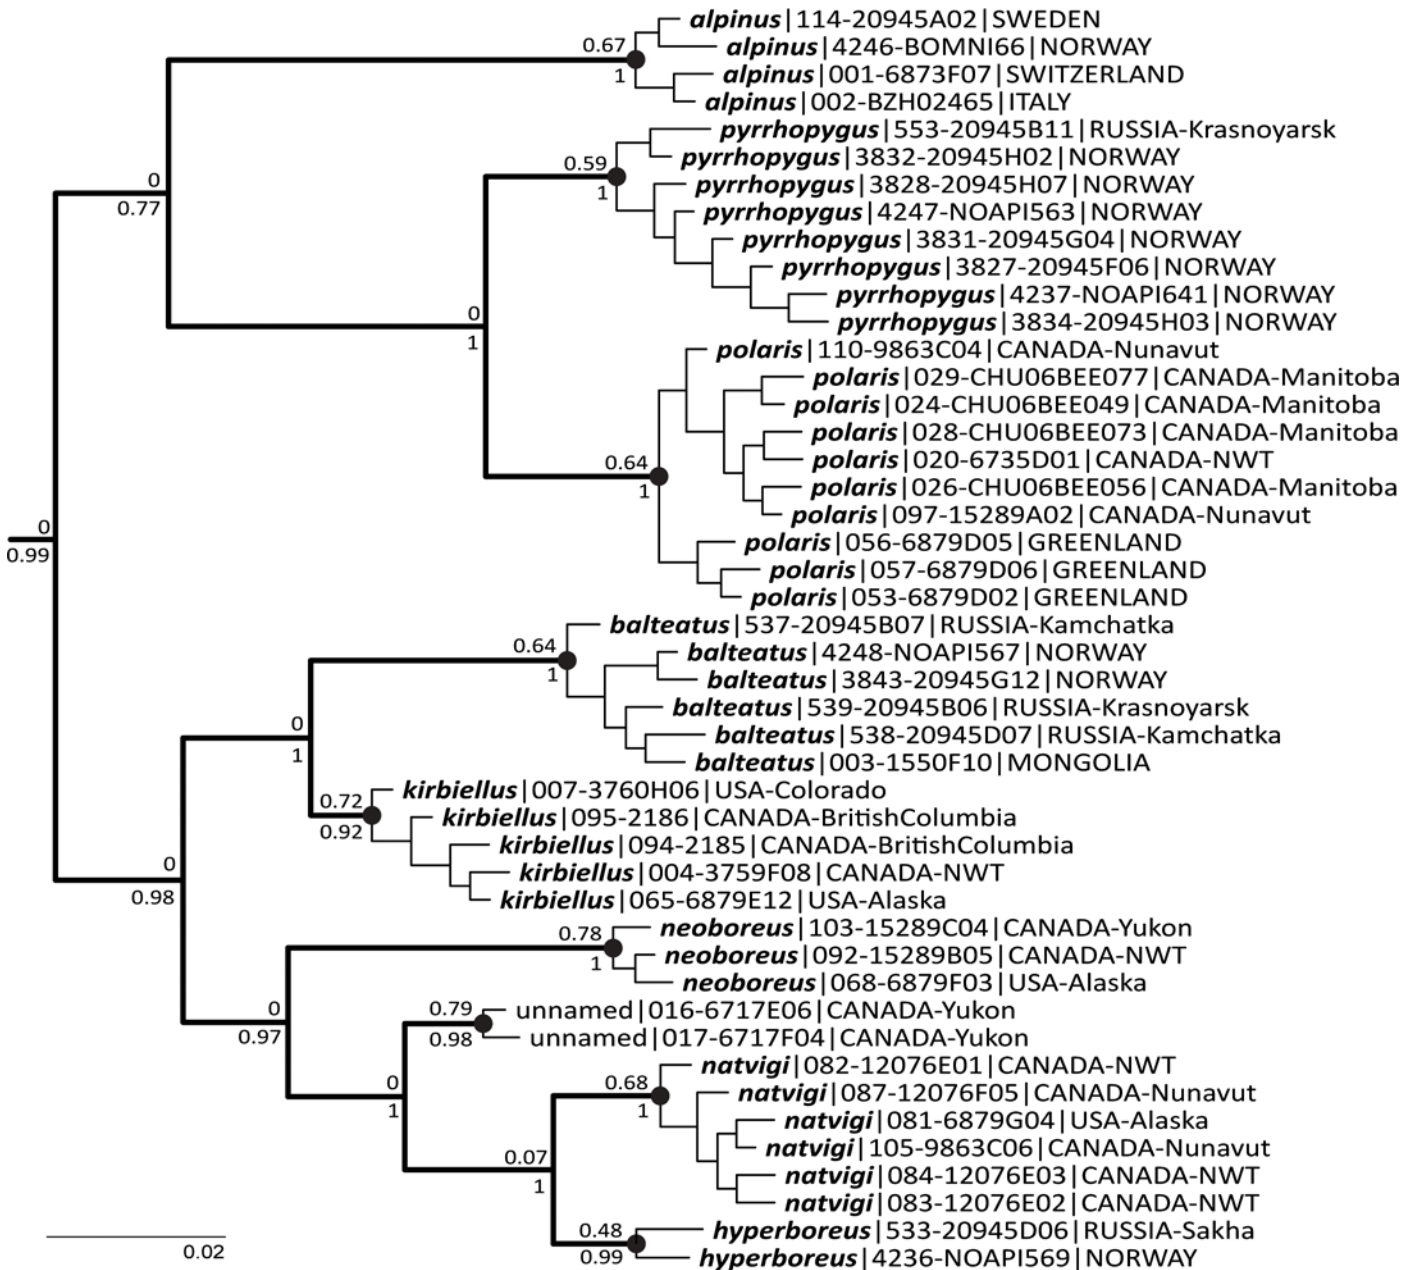 alpinus|114-20945A02|SWEDEN
0.67
alpinus|4246-BOMNI66|NORWAY
1
alpinus|001-6873F07|SWITZERLAND
alpinus|002-BZH02465|ITALY
pyrrhopygus|553-20945B11|RUSSIA-Krasnoyarsk
0.59
pyrrhopygus|3832-20945H02|NORWAY
0
pyrrhopygus|3828-20945H07|NORWAY
1
0.77
pyrrhopygus|4247-NOAPI563|NORWAY
pyrrhopygus|3831-20945G04|NORWAY
pyrrhopygus|3827-20945F06|NORWAY
pyrrhopygus|4237-NOAPI641|NORWAY
0
pyrrhopygus|3834-20945H03|NORWAY
1
polaris|110-9863C04|CANADA-Nunavut
polaris|029-CHU06BEE077|CANADA-Manitoba
polaris|024-CHU06BEE049|CANADA-Manitoba
polaris|028-CHU06BEE073|CANADA-Manitoba
0.64
polaris|020-6735D01|CANADA-NWT
1
polaris|026-CHU06BEE056|CANADA-Manitoba
polaris|097-15289A02|CANADA-Nunavut
0
polaris|056-6879D05|GREENLAND
0.99
polaris|057-6879D06|GREENLAND
polaris|053-6879D02|GREENLAND
balteatus|537-20945B07|RUSSIA-Kamchatka
0.64
balteatus|4248-NOAPI567|NORWAY
1
balteatus|3843-20945G12|NORWAY
balteatus|539-20945B06|RUSSIA-Krasnoyarsk
0
balteatus|538-20945D07|RUSSIA-Kamchatka
1
balteatus|003-1550F10|MONGOLIA
kirbiellus|007-3760H06|USA-Colorado
0.72
kirbiellus|095-2186|CANADA-BritishColumbia
0.92
kirbiellus|094-2185|CANADA-BritishColumbia
0
kirbiellus|004-3759F08|CANADA-NWT
0.98
kirbiellus|065-6879E12|USA-Alaska
neoboreus|103-15289C04|CANADA-Yukon
0.78
neoboreus|092-15289B05|CANADA-NWT
1
neoboreus|068-6879F03|USA-Alaska
0
0.79
unnamed|016-6717E06|CANADA-Yukon
0.97
0.98
unnamed|017-6717F04|CANADA-Yukon
natvigi|082-12076E01|CANADA-NWT
0
0.68
natvigi|087-12076F05|CANADA-Nunavut
1
1
natvigi|081-6879G04|USA-Alaska
natvigi|105-9863C06|CANADA-Nunavut
0.07
natvigi|084-12076E03|CANADA-NWT
1
natvigi|083-12076E02|CANADA-NWT
0.48
hyperboreus|533-20945D06|RUSSIA-Sakha
0.02
0.99
hyperboreus|4236-NOAPI569|NORWAY